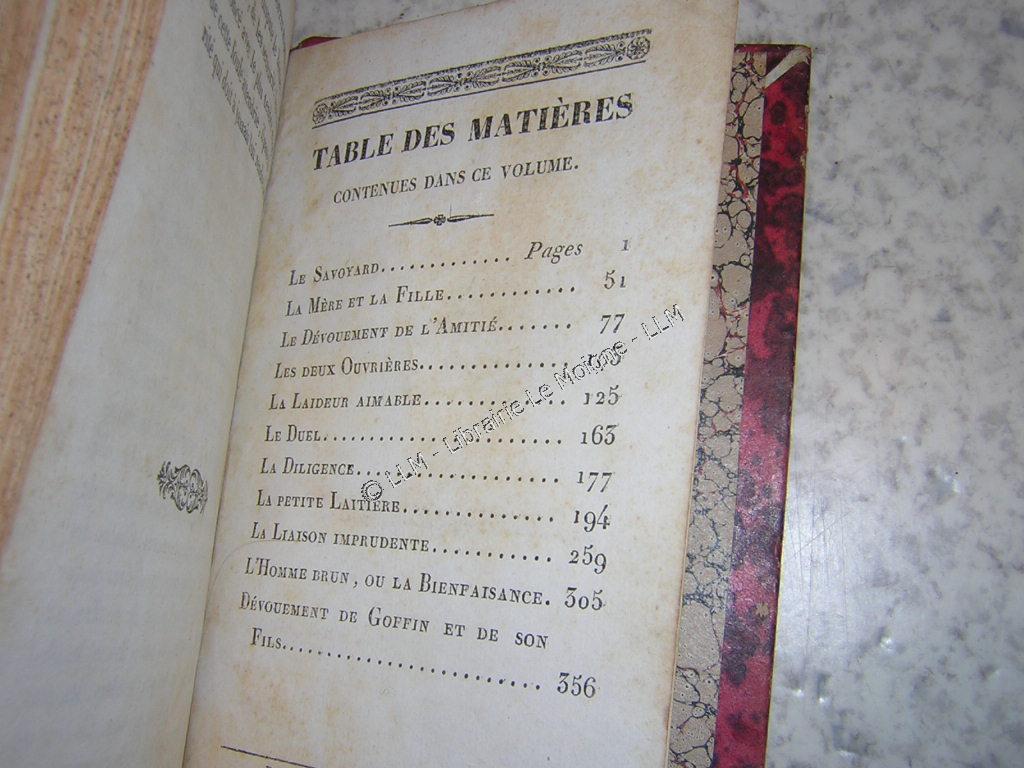 TABLE DES MATIÈRES
CONTENUES DANS CE VOLUME.
LE SAVOYARD............. Pages 1
LA MÈRE ET LA FILLE............ 51
LE DÉVOUEMENT DE L'AMITIÉ....... 77
LES DEUX OUVRIÈRES..............
LA LAIDEUR AIMABLE............. 125
LE DUEL....................... 163
LA DILIGENCE................... 177
LA PETITE LAITIÈRE.............. 194
LA LIAISON IMPRUDENTE........... 259
L'HOMME BRUN, OU LA BIENFAISANCE. 305
DÉVOUEMENT DE GOFFIN ET DE SON
FILS....................... 356
© LLM - Librairie Le Moigne - LLM